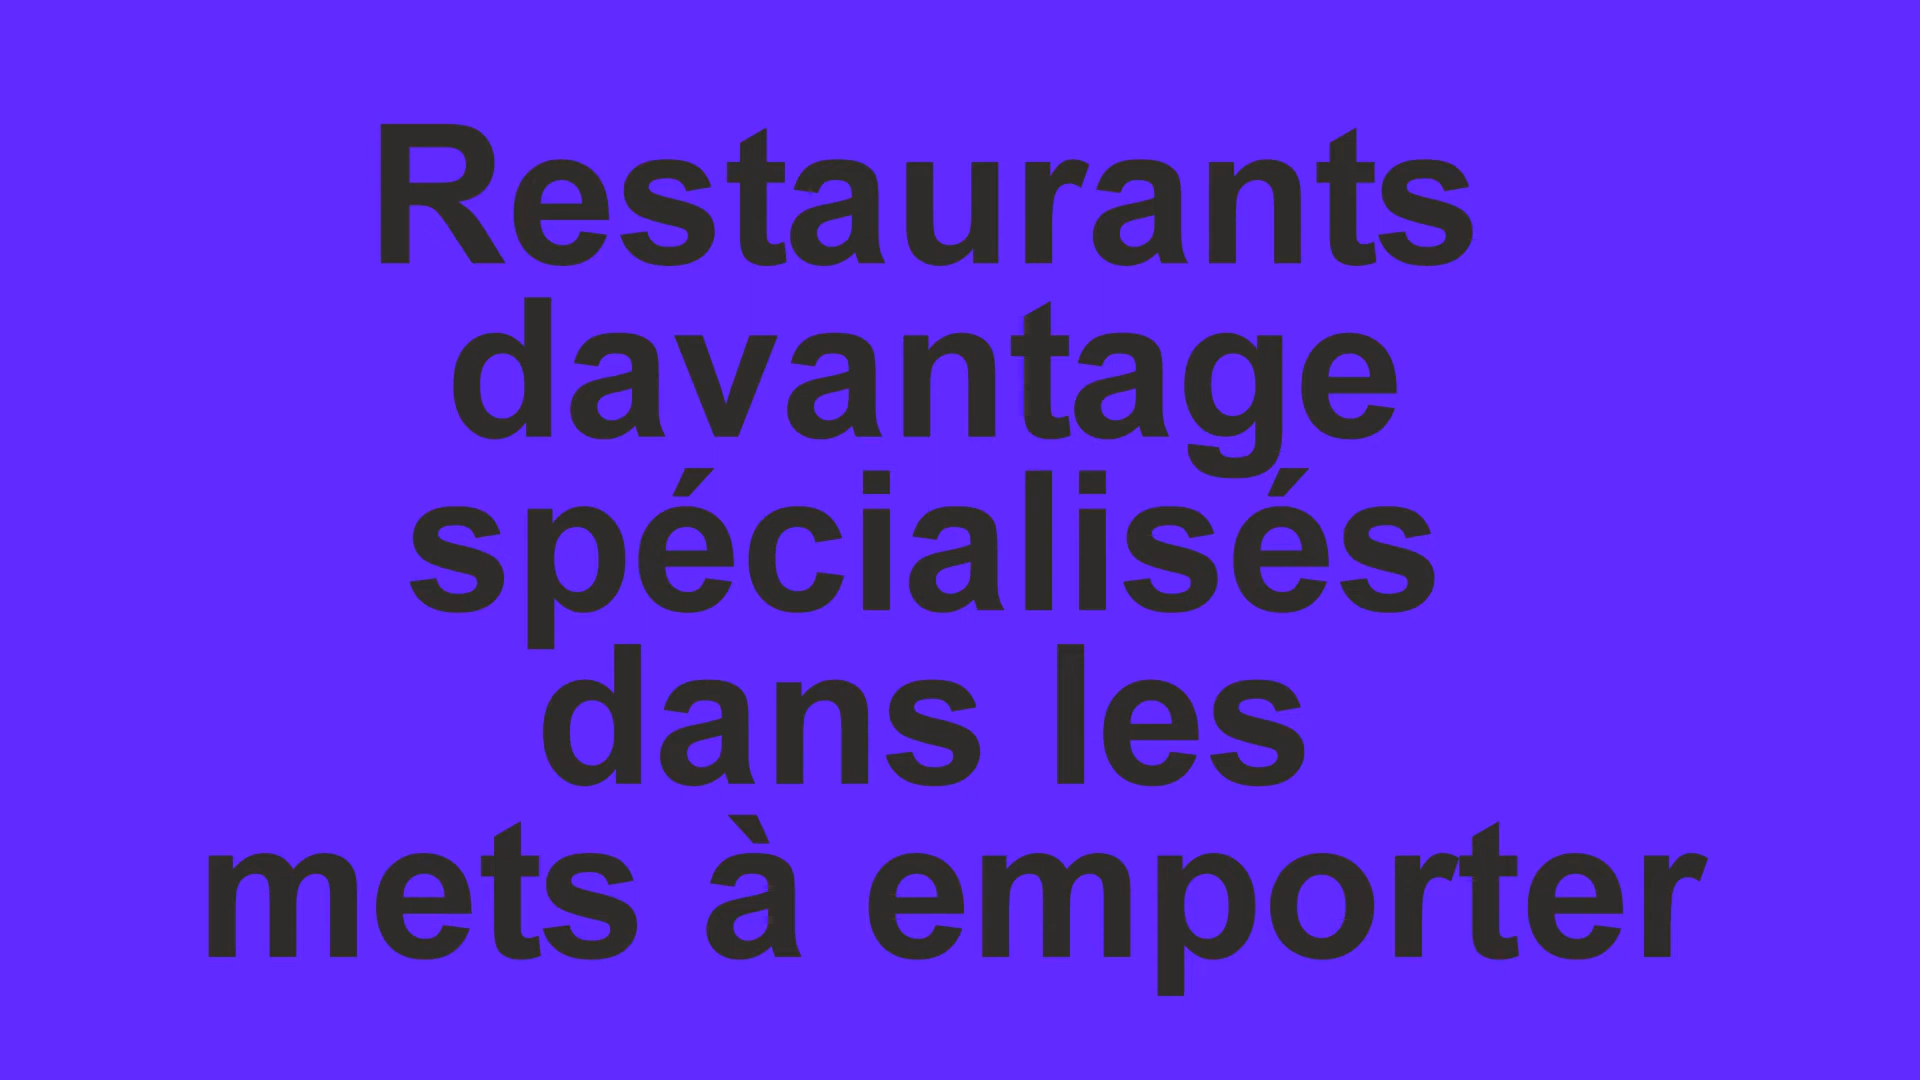 Restaurants
davantage
spécialisés
dans les
mets à emporter